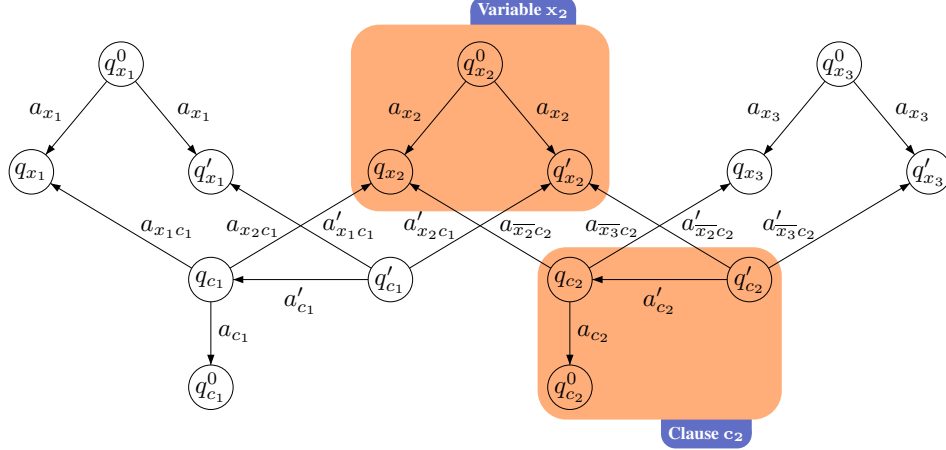 Variable x₂
q⁰_{x₁} q⁰_{x₂} q⁰_{x₃}
a_{x₁} a_{x₁} a_{x₂} a_{x₂} a_{x₃} a_{x₃}
q_{x₁} q′_{x₁} q_{x₂} q′_{x₂} q_{x₃} q′_{x₃}
a_{x₁c₁} a_{x₂c₁} a′_{x₁c₁} a′_{x₂c₁} a_{x̅₂c₂} a_{x̅₃c₂} a′_{x̅₂c₂} a′_{x̅₃c₂}
q_{c₁} q′_{c₁} q_{c₂} q′_{c₂}
a′_{c₁} a′_{c₂}
a_{c₁} a_{c₂}
q⁰_{c₁} q⁰_{c₂}
Clause c₂